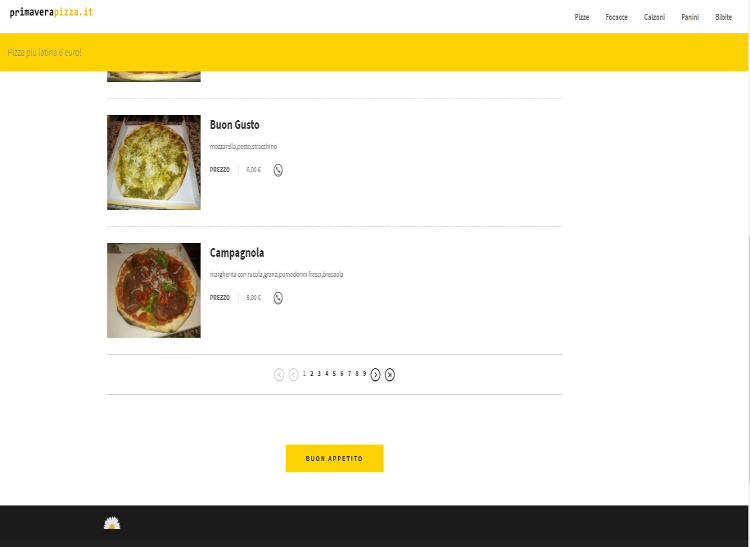 primaverapizza.it
Pizze Focacce Calzoni Panini Bibite
Pizza piu latina 6 euro!
Buon Gusto
mozzarella,pesto,stracchino
PREZZO 6,00 €
Campagnola
margherita con rucola,grana,pomodorini freschi,bresaola
PREZZO 8,00 €
1 2 3 4 5 6 7 8 9
BUON APPETITO